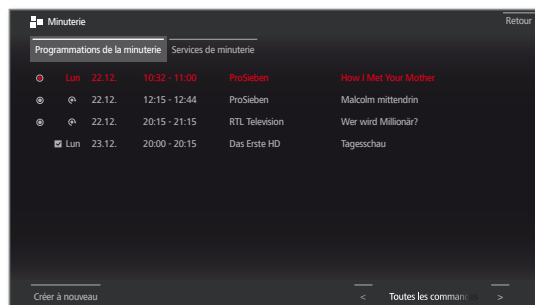 Minuterie
Retour
Programmations de la minuterie Services de minuterie
Lun 22.12. 10:32 - 11:00 ProSieben How I Met Your Mother
22.12. 12:15 - 12:44 ProSieben Malcolm mittendrin
22.12. 20:15 - 21:15 RTL Television Wer wird Millionär?
Lun 23.12. 20:00 - 20:15 Das Erste HD Tagesschau
Créer à nouveau < Toutes les comman >